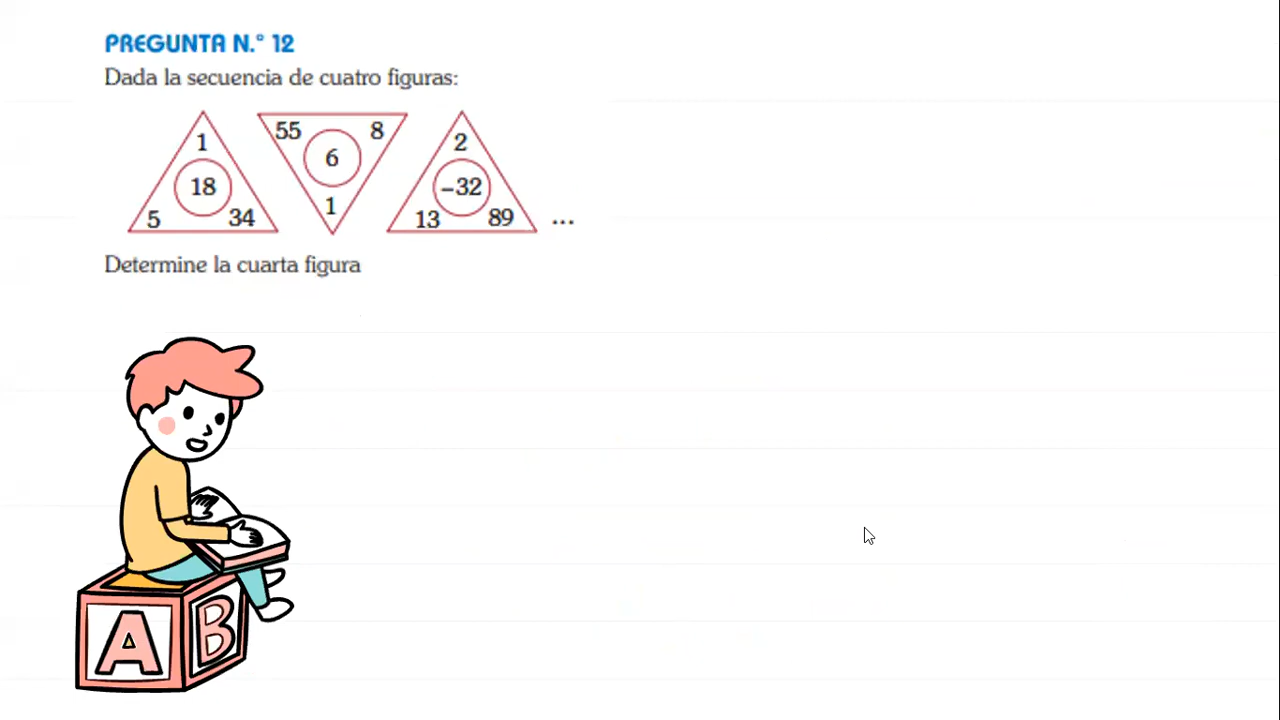 PREGUNTA N.° 12
Dada la secuencia de cuatro figuras:
1
18
5 34
55 8
6
1
2
-32
13 89
...
Determine la cuarta figura
A B